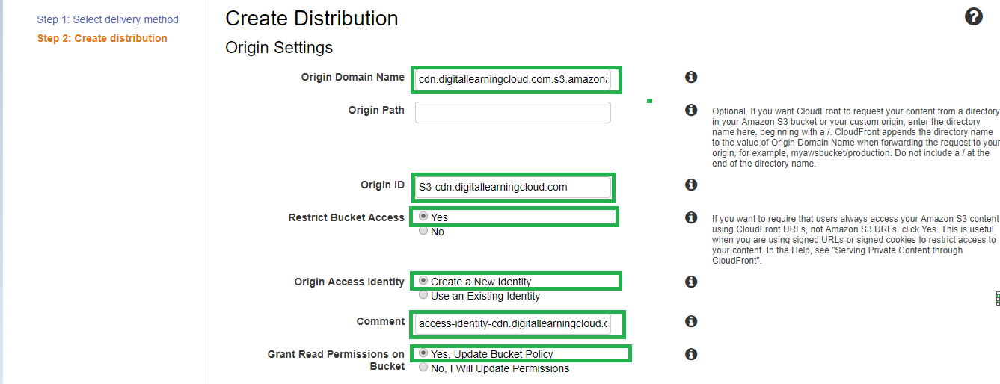 Step 1: Select delivery method
Step 2: Create distribution
Create Distribution
Origin Settings
Origin Domain Name
cdn.digitallearningcloud.com.s3.amazona
Origin Path
Optional. If you want CloudFront to request your content from a directory
in your Amazon S3 bucket or your custom origin, enter the directory
name here, beginning with a /. CloudFront appends the directory name
to the value of Origin Domain Name when forwarding the request to your
origin, for example, myawsbucket/production. Do not include a / at the
end of the directory name.
Origin ID
S3-cdn.digitallearningcloud.com
Restrict Bucket Access
Yes
No
If you want to require that users always access your Amazon S3 content
using CloudFront URLs, not Amazon S3 URLs, click Yes. This is useful
when you are using signed URLs or signed cookies to restrict access to
your content. In the Help, see "Serving Private Content through
CloudFront".
Origin Access Identity
Create a New Identity
Use an Existing Identity
Comment
access-identity-cdn.digitallearningcloud.c
Grant Read Permissions on
Bucket
Yes, Update Bucket Policy
No, I Will Update Permissions